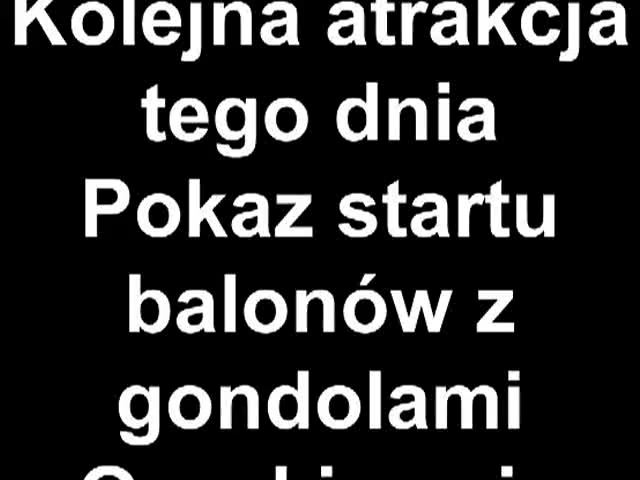 Kolejna atrakcja
tego dnia
Pokaz startu
balonów z
gondolami